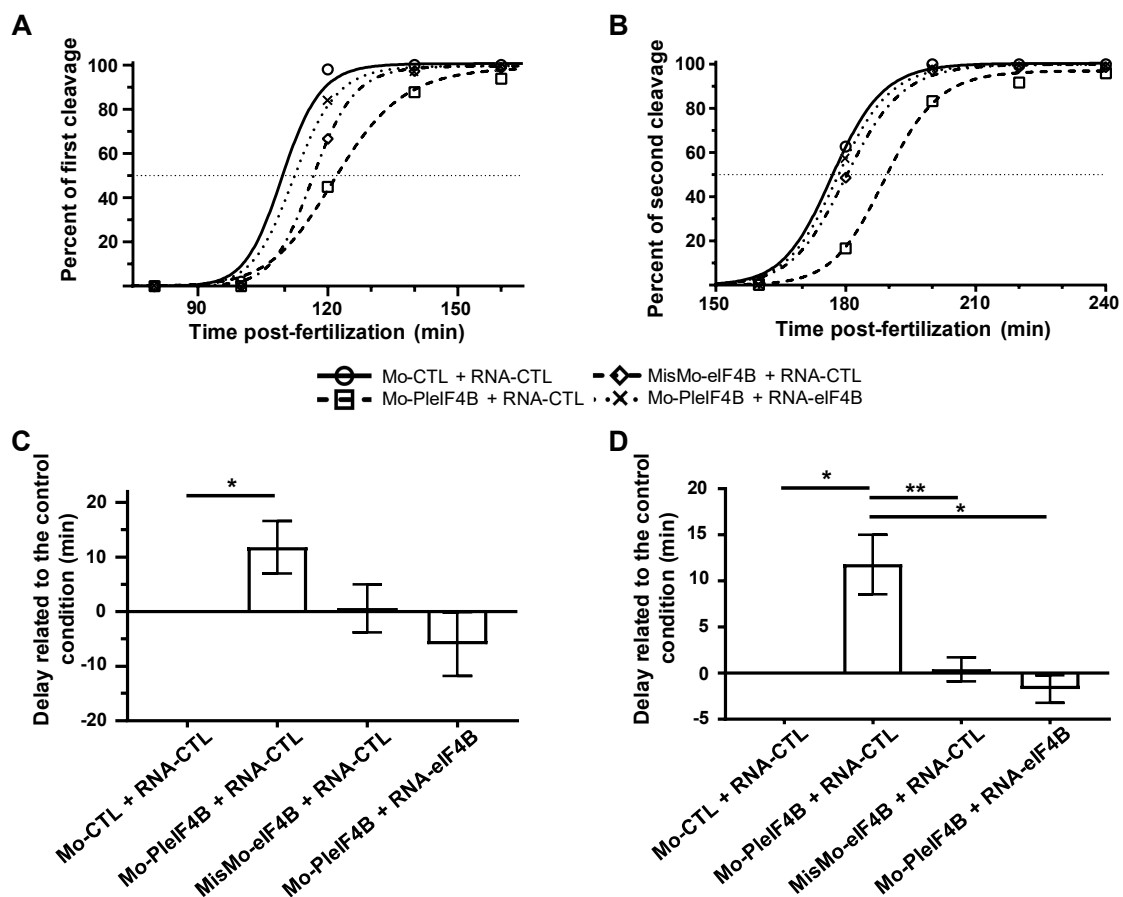 A
B
Percent of first cleavage
100
80
60
40
20
90
120
150
Time post-fertilization (min)
Percent of second cleavage
100
80
60
40
20
150
180
210
240
Time post-fertilization (min)
Mo-CTL + RNA-CTL
MisMo-eIF4B + RNA-CTL
Mo-PleIF4B + RNA-CTL
Mo-PleIF4B + RNA-eIF4B
C
D
Delay related to the control
condition (min)
20
10
0
-10
-20
*
Mo-CTL + RNA-CTL
Mo-PleIF4B + RNA-CTL
MisMo-eIF4B + RNA-CTL
Mo-PleIF4B + RNA-eIF4B
Delay related to the control
condition (min)
20
15
10
5
0
-5
*
**
*
Mo-CTL + RNA-CTL
Mo-PleIF4B + RNA-CTL
MisMo-eIF4B + RNA-CTL
Mo-PleIF4B + RNA-eIF4B